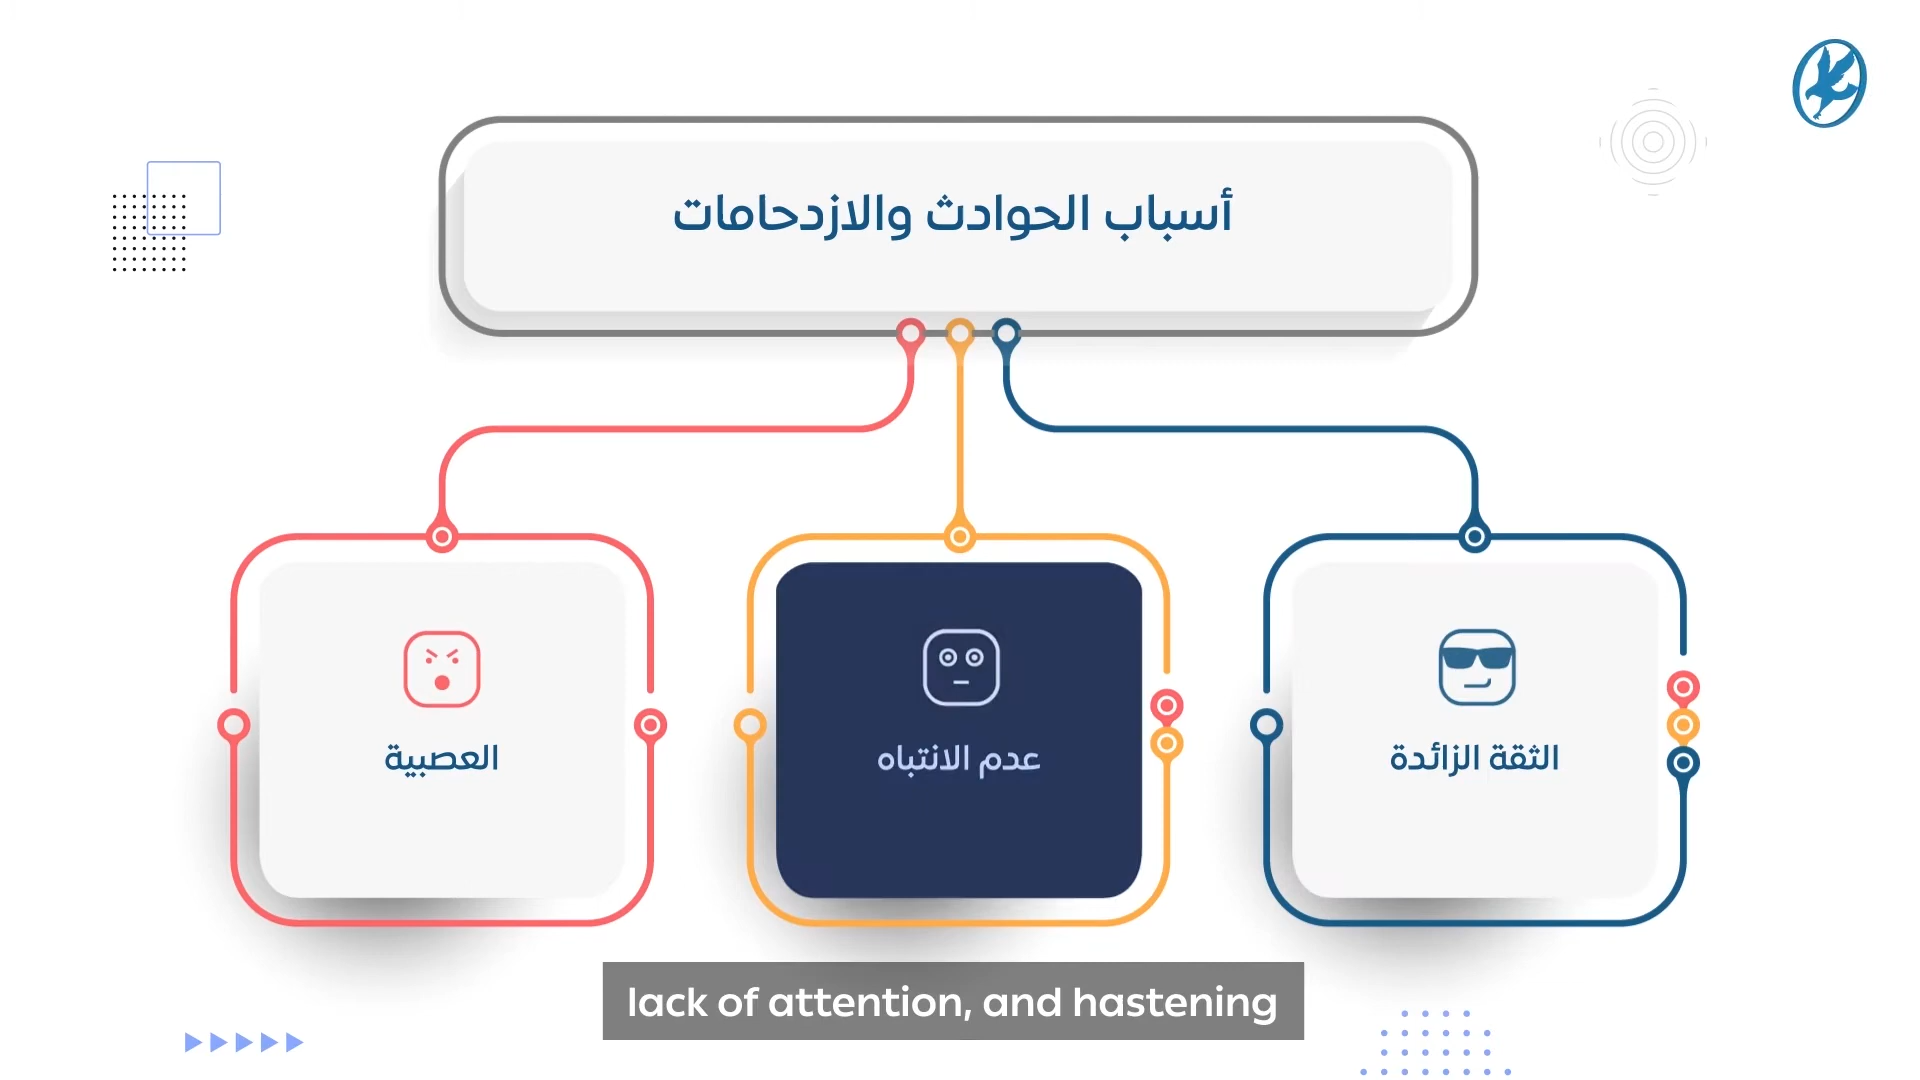 أسباب الحوادث والازدحامات
الثقة الزائدة
عدم الانتباه
العصبية
lack of attention, and hastening